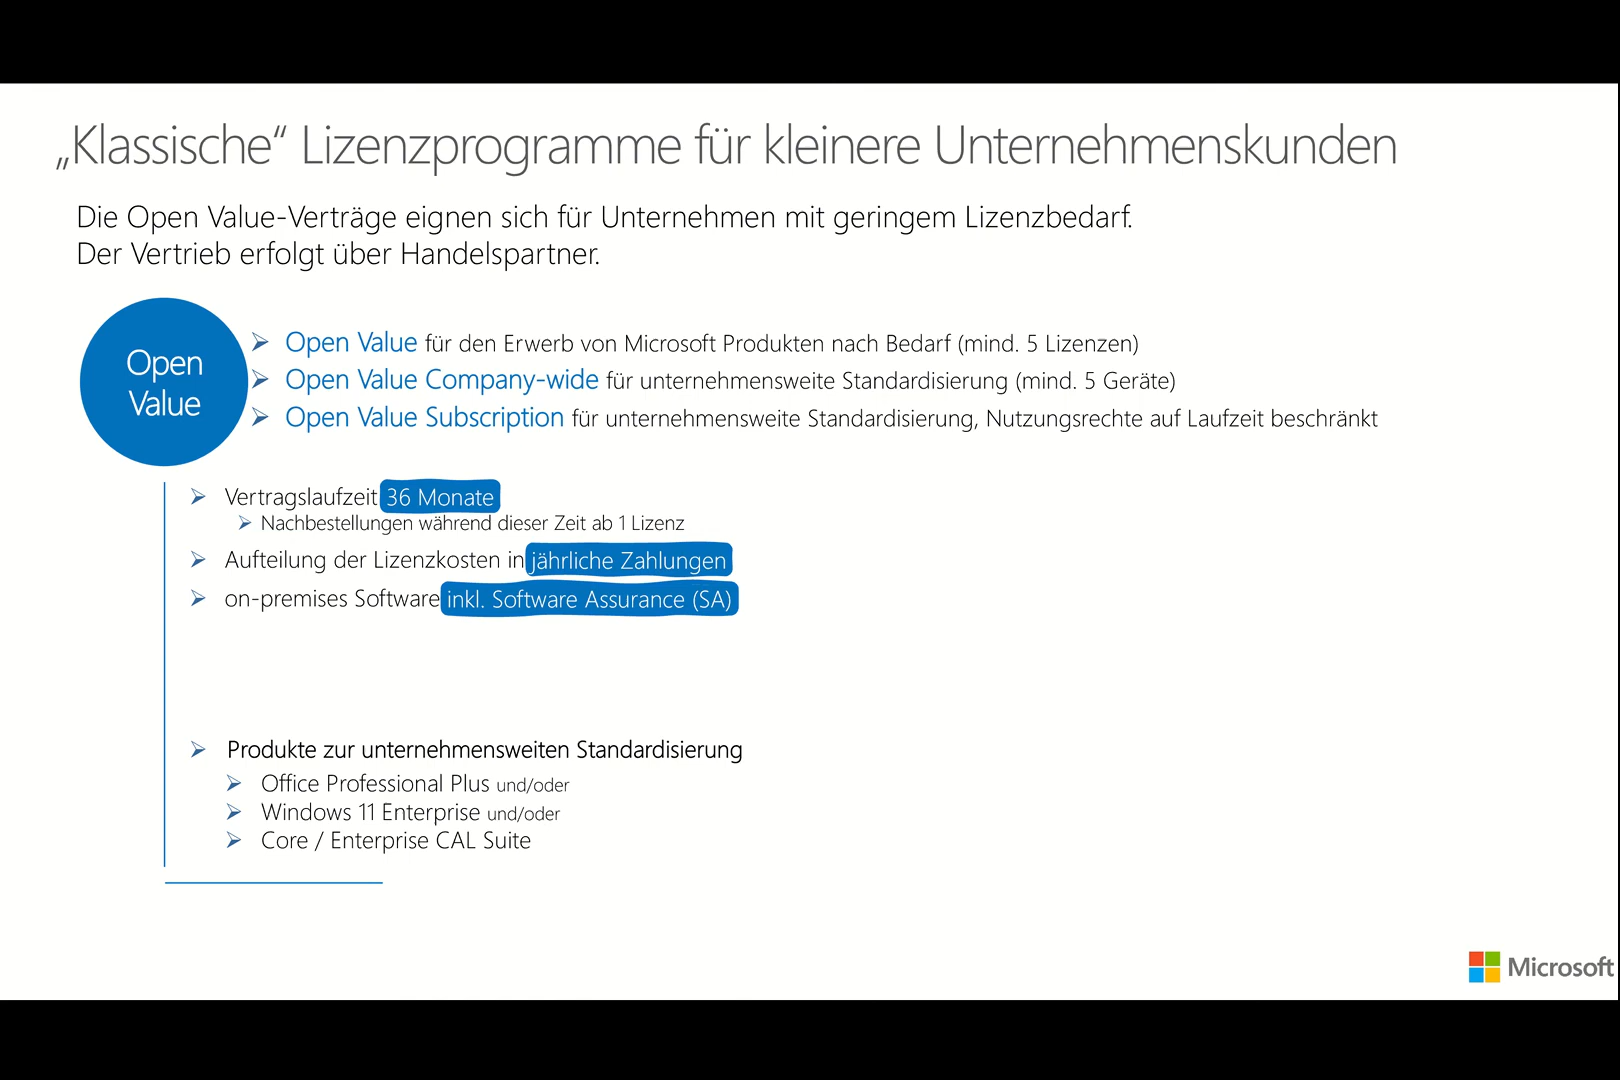 „Klassische“ Lizenzprogramme für kleinere Unternehmenskunden
Die Open Value-Verträge eignen sich für Unternehmen mit geringem Lizenzbedarf.
Der Vertrieb erfolgt über Handelspartner.
Open
Value
Open Value für den Erwerb von Microsoft Produkten nach Bedarf (mind. 5 Lizenzen)
Open Value Company-wide für unternehmensweite Standardisierung (mind. 5 Geräte)
Open Value Subscription für unternehmensweite Standardisierung, Nutzungsrechte auf Laufzeit beschränkt
Vertragslaufzeit 36 Monate
Nachbestellungen während dieser Zeit ab 1 Lizenz
Aufteilung der Lizenzkosten in jährliche Zahlungen
on-premises Software inkl. Software Assurance (SA)
Produkte zur unternehmensweiten Standardisierung
Office Professional Plus und/oder
Windows 11 Enterprise und/oder
Core / Enterprise CAL Suite
Microsoft